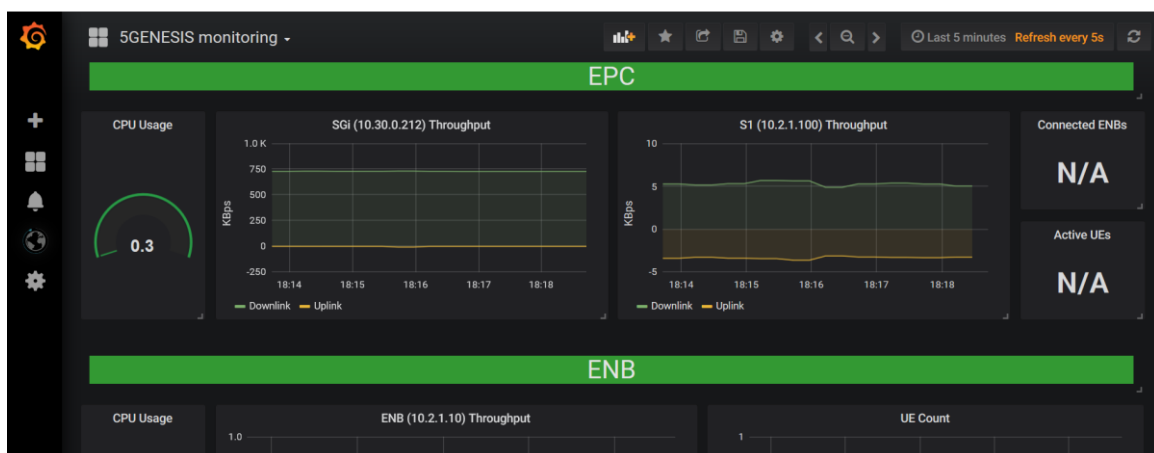 5GENESIS monitoring
Last 5 minutes Refresh every 5s
EPC
CPU Usage
0.3
SGi (10.30.0.212) Throughput
1.0 K
750
500
250
0
-250
KBps
18:14 18:15 18:16 18:17 18:18
Downlink Uplink
S1 (10.2.1.100) Throughput
10
5
0
-5
KBps
18:14 18:15 18:16 18:17 18:18
Downlink Uplink
Connected ENBs
N/A
Active UEs
N/A
ENB
CPU Usage
ENB (10.2.1.10) Throughput
1.0
UE Count
1